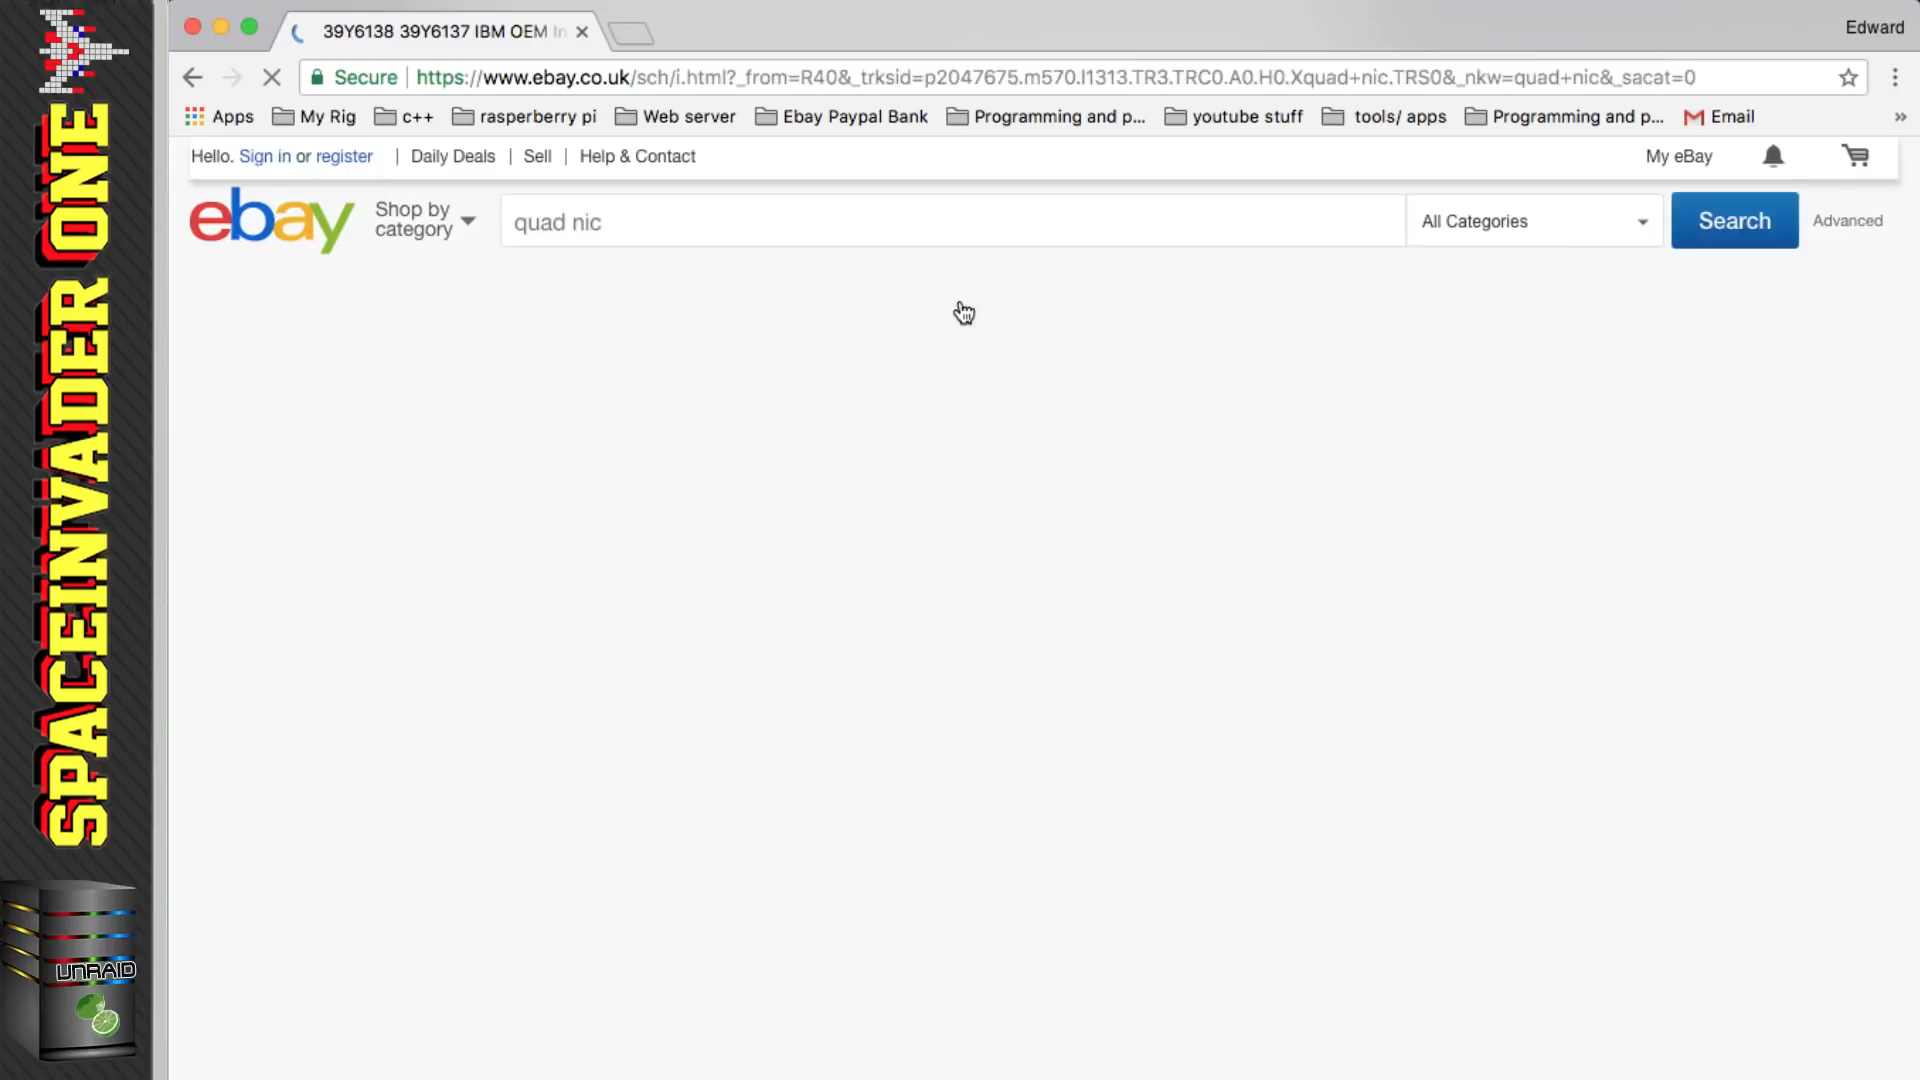 39Y6138 39Y6137 IBM OEM In
Edward
Secure
https://www.ebay.co.uk/sch/i.html?_from=R40&_trksid=p2047675.m570.l1313.TR3.TRC0.A0.H0.Xquad+nic.TRS0&_nkw=quad+nic&_sacat=0
Apps My Rig c++ rasperberry pi Web server Ebay Paypal Bank Programming and p... youtube stuff tools/ apps Programming and p... Email »
Hello. Sign in or register | Daily Deals | Sell | Help & Contact My eBay
ebay Shop by category quad nic All Categories Search Advanced
SPACEINVADER ONE
UNRAID